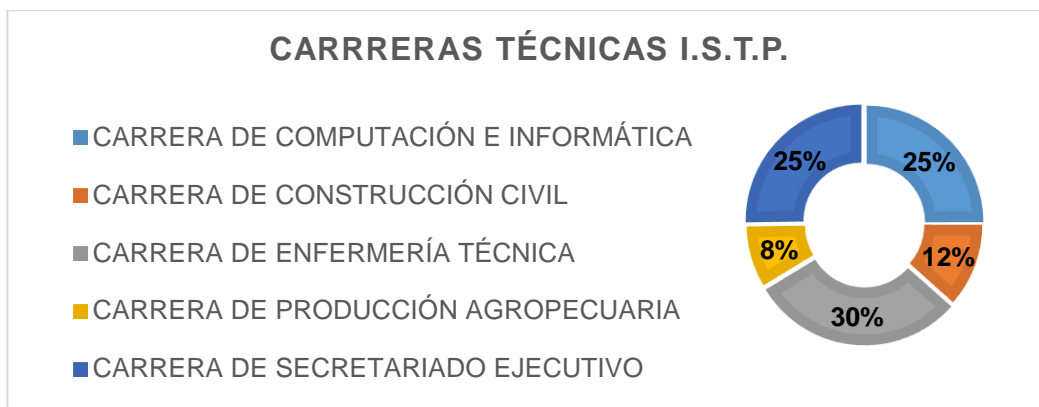 CARRRERAS TÉCNICAS I.S.T.P.
CARRERA DE COMPUTACIÓN E INFORMÁTICA
CARRERA DE CONSTRUCCIÓN CIVIL
CARRERA DE ENFERMERÍA TÉCNICA
CARRERA DE PRODUCCIÓN AGROPECUARIA
CARRERA DE SECRETARIADO EJECUTIVO
25%
25%
8%
12%
30%